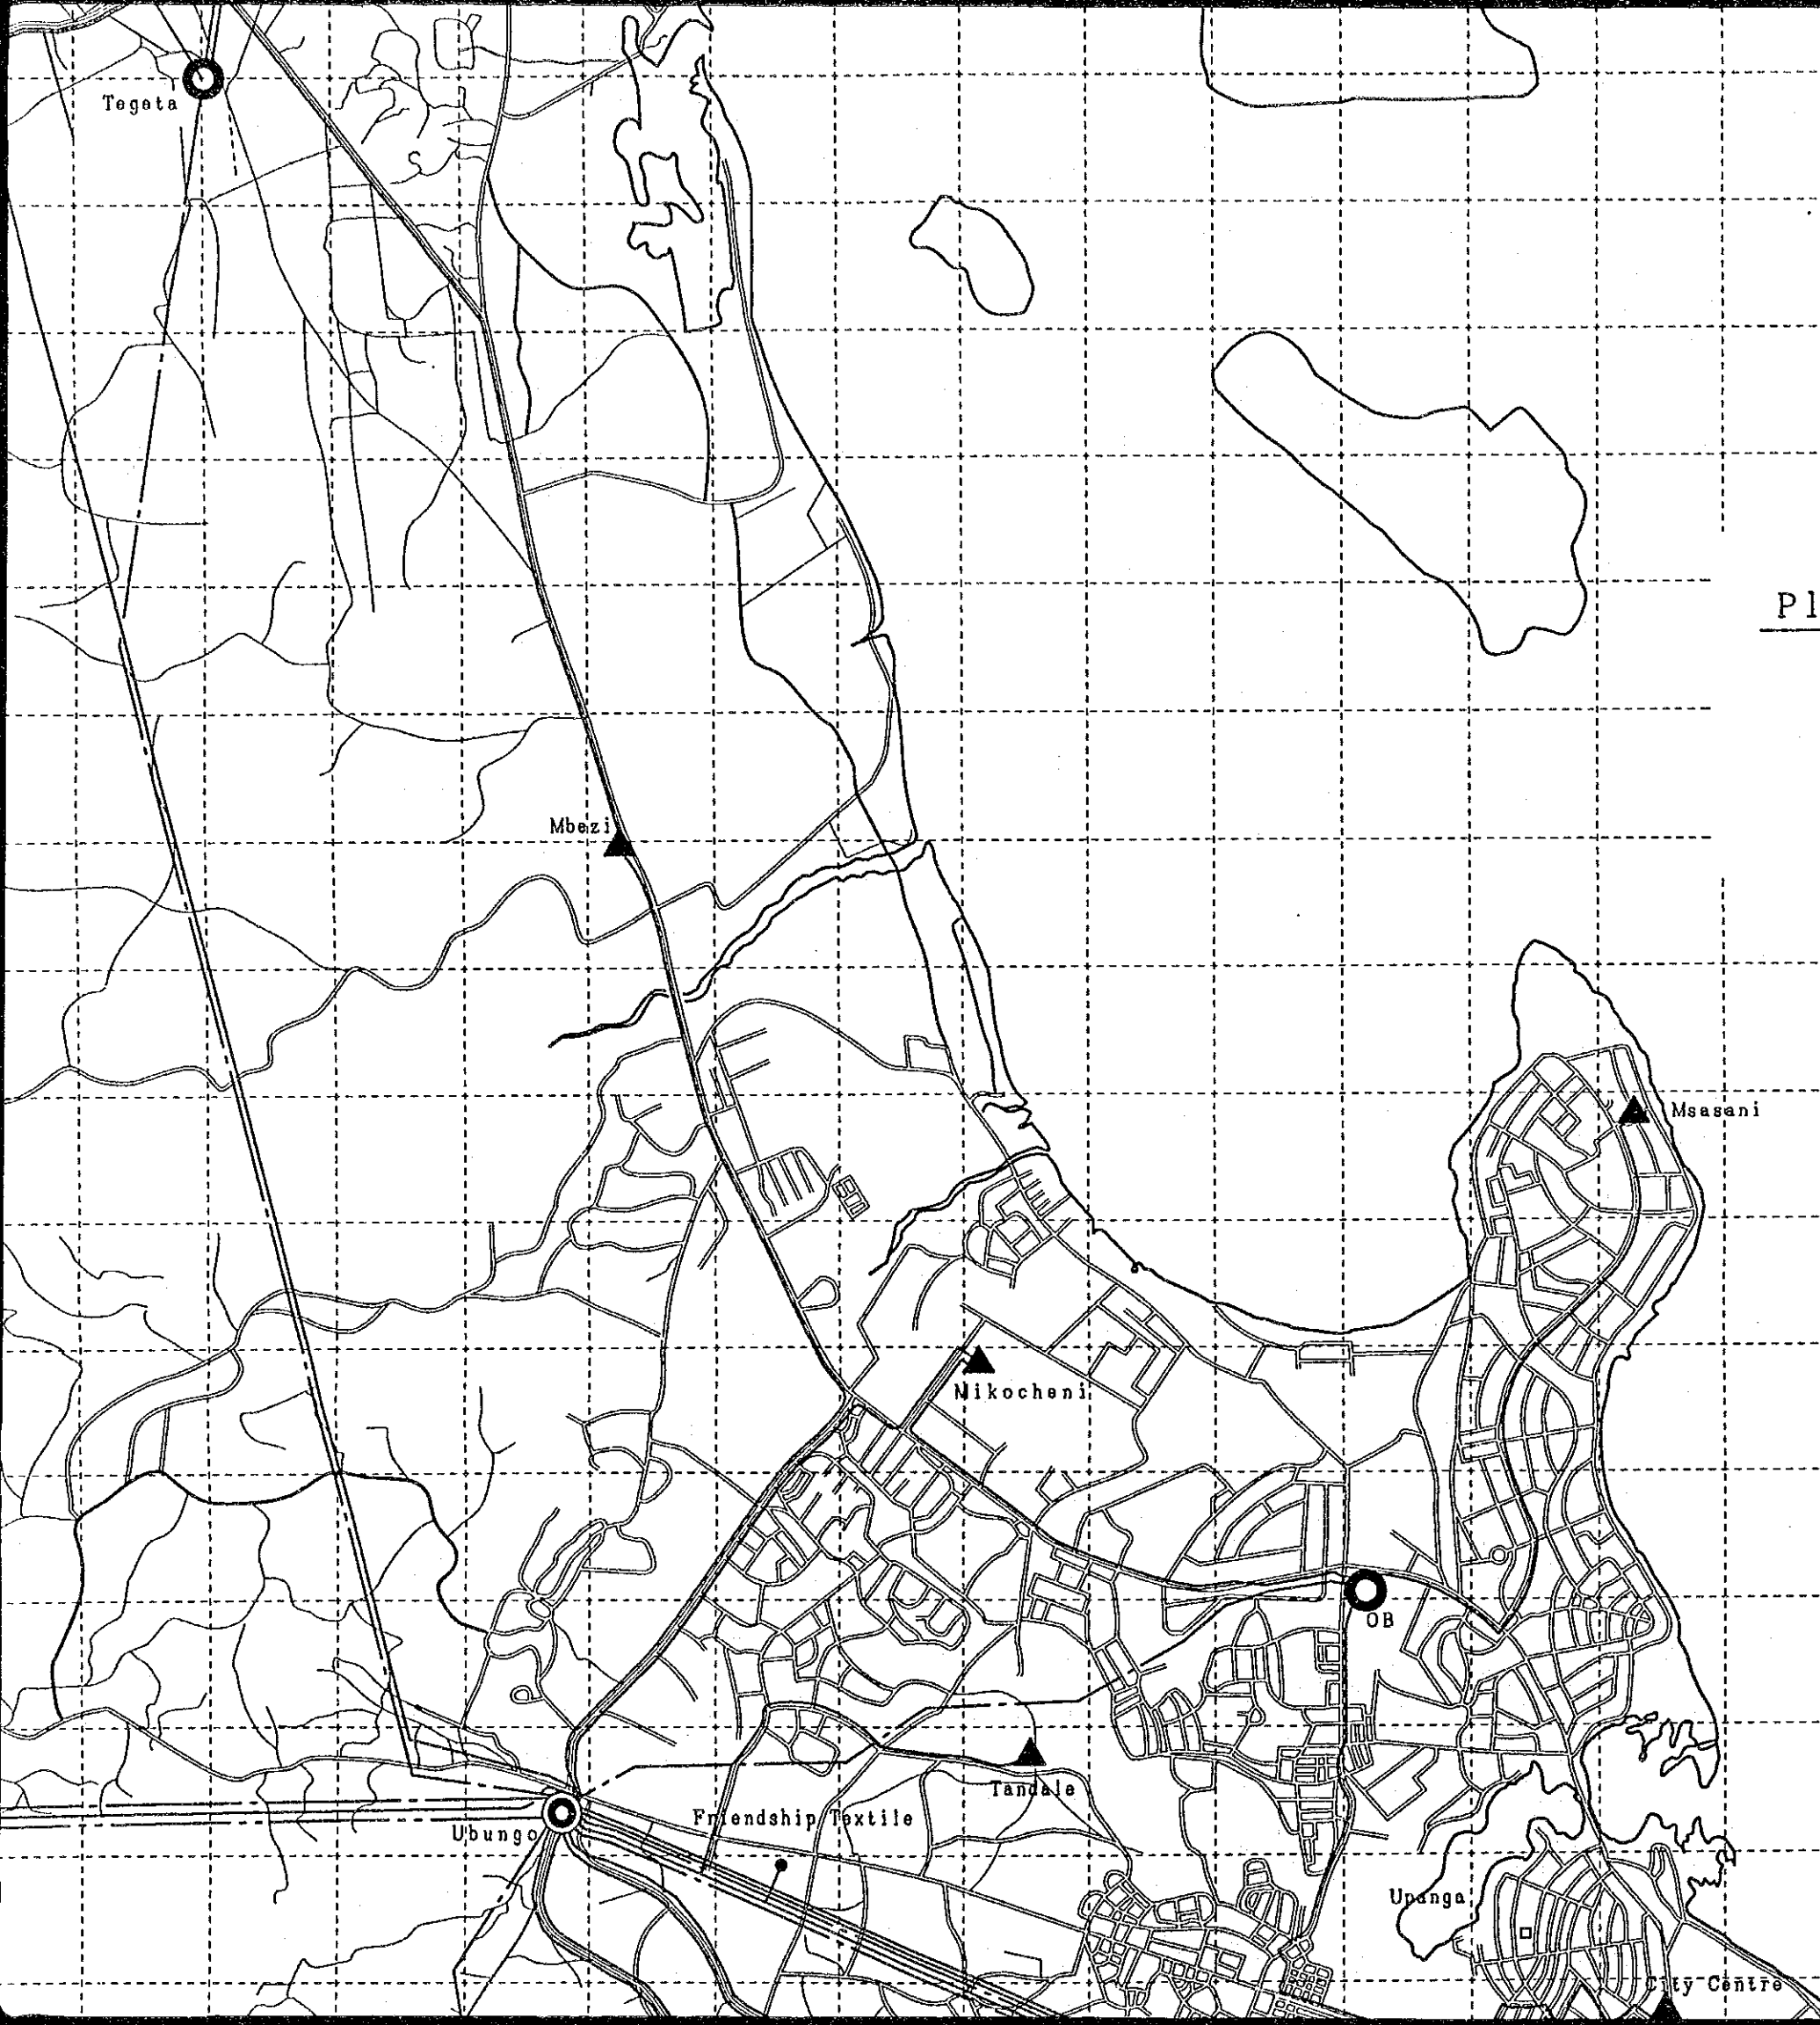 Tegeta
Pl
Mbezi
Msasani
Mikocheni
OB
Tandale
Friendship Textile
Ubungo
Upanga
City Centre